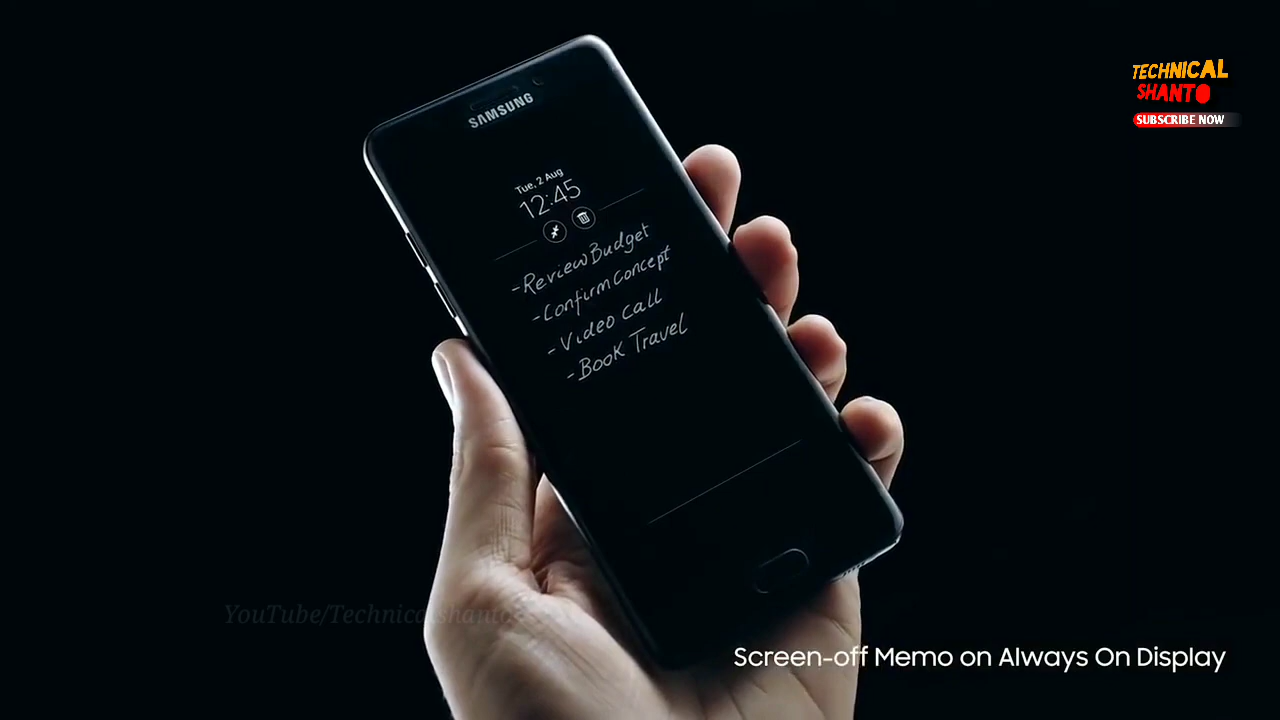 TECHNICAL
SHANTO
SUBSCRIBE NOW
SAMSUNG
Tue, 2 Aug
12:45
-Review Budget
-Confirm Concept
-Video call
-Book Travel
YouTube/Technicalshanto
Screen-off Memo on Always On Display